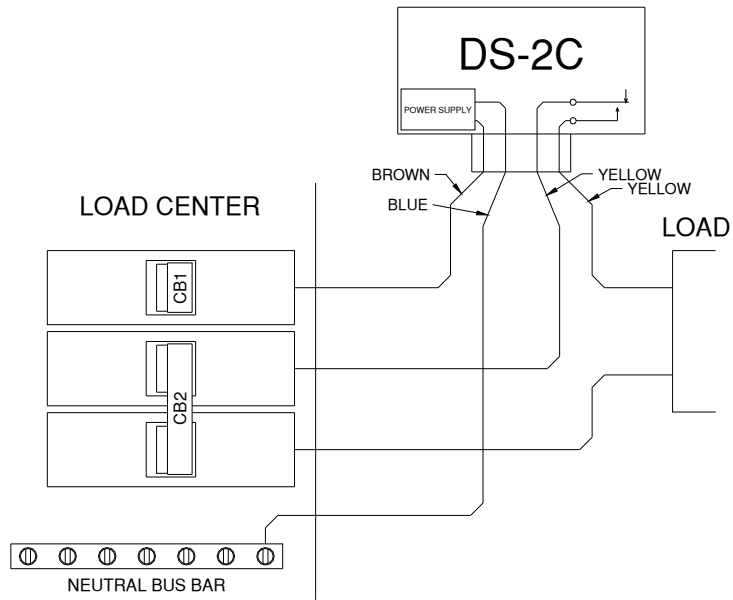 DS-2C
POWER SUPPLY
BROWN
BLUE
YELLOW
YELLOW
LOAD CENTER
LOAD
CB1
CB2
NEUTRAL BUS BAR